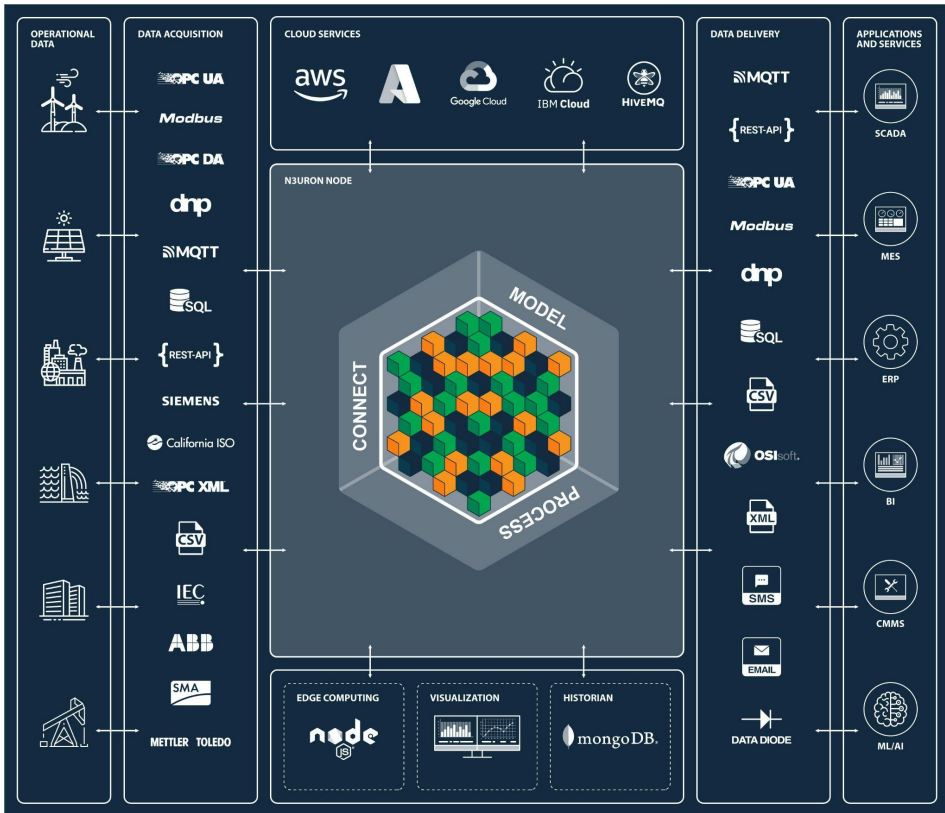 OPERATIONAL
DATA
DATA ACQUISITION
OPC UA
Modbus
OPC DA
dnp
MQTT
SQL
{REST-API}
SIEMENS
California ISO
OPC XML
CSV
IEC
ABB
SMA
METTLER TOLEDO
CLOUD SERVICES
aws
A
Google Cloud
IBM Cloud
HIVEMQ
N3URON NODE
CONNECT
MODEL
PROCESS
EDGE COMPUTING
node
JS
VISUALIZATION
HISTORIAN
mongoDB.
DATA DELIVERY
MQTT
{REST-API}
OPC UA
Modbus
dnp
SQL
CSV
OSIsoft.
XML
SMS
EMAIL
DATA DIODE
APPLICATIONS
AND SERVICES
SCADA
MES
ERP
BI
CMMS
ML/AI